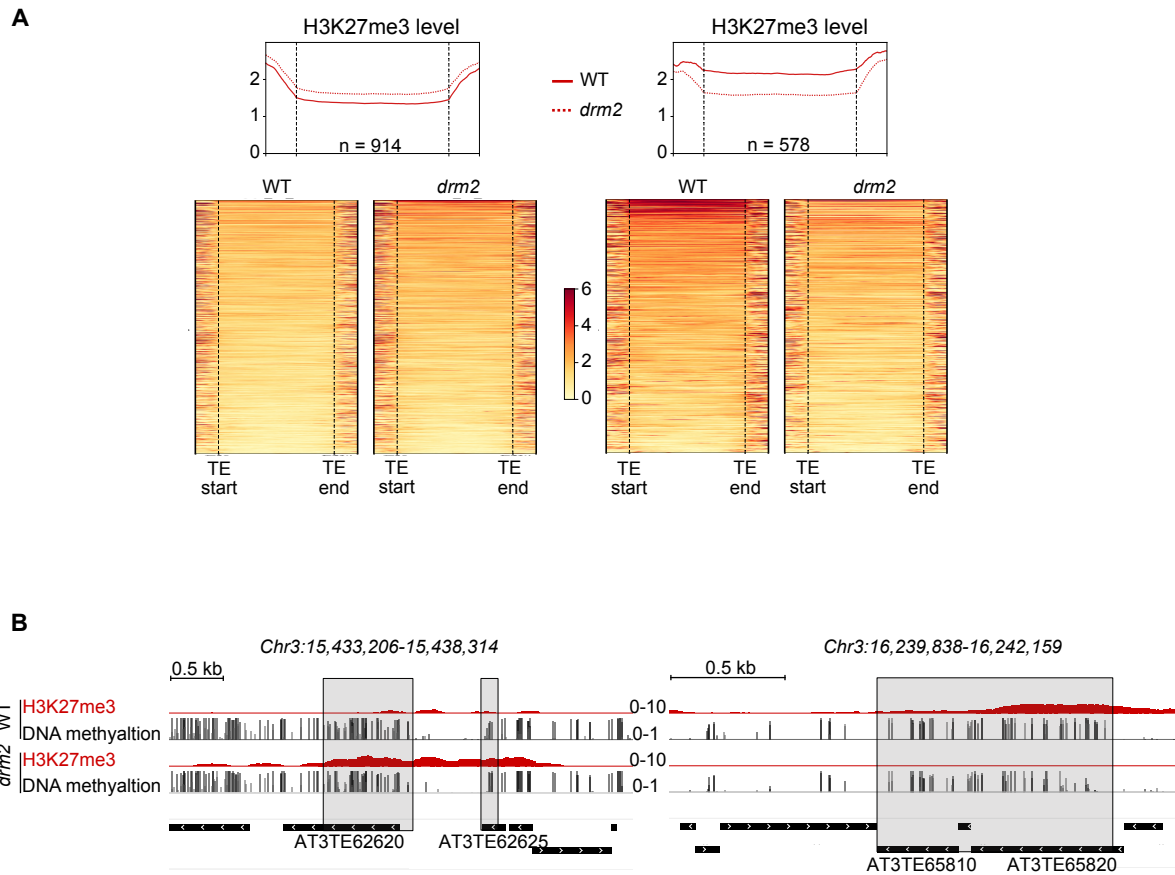 A
H3K27me3 level
H3K27me3 level
2
1
0
n = 914
WT
drm2
2
1
0
n = 578
WT
drm2
WT
drm2
6
4
2
0
TE start
TE end
TE start
TE end
TE start
TE end
TE start
TE end
B
Chr3:15,433,206-15,438,314
Chr3:16,239,838-16,242,159
0.5 kb
0.5 kb
WT
H3K27me3
0-10
DNA methyaltion
0-1
drm2
H3K27me3
0-10
DNA methyaltion
0-1
AT3TE62620
AT3TE62625
AT3TE65810
AT3TE65820